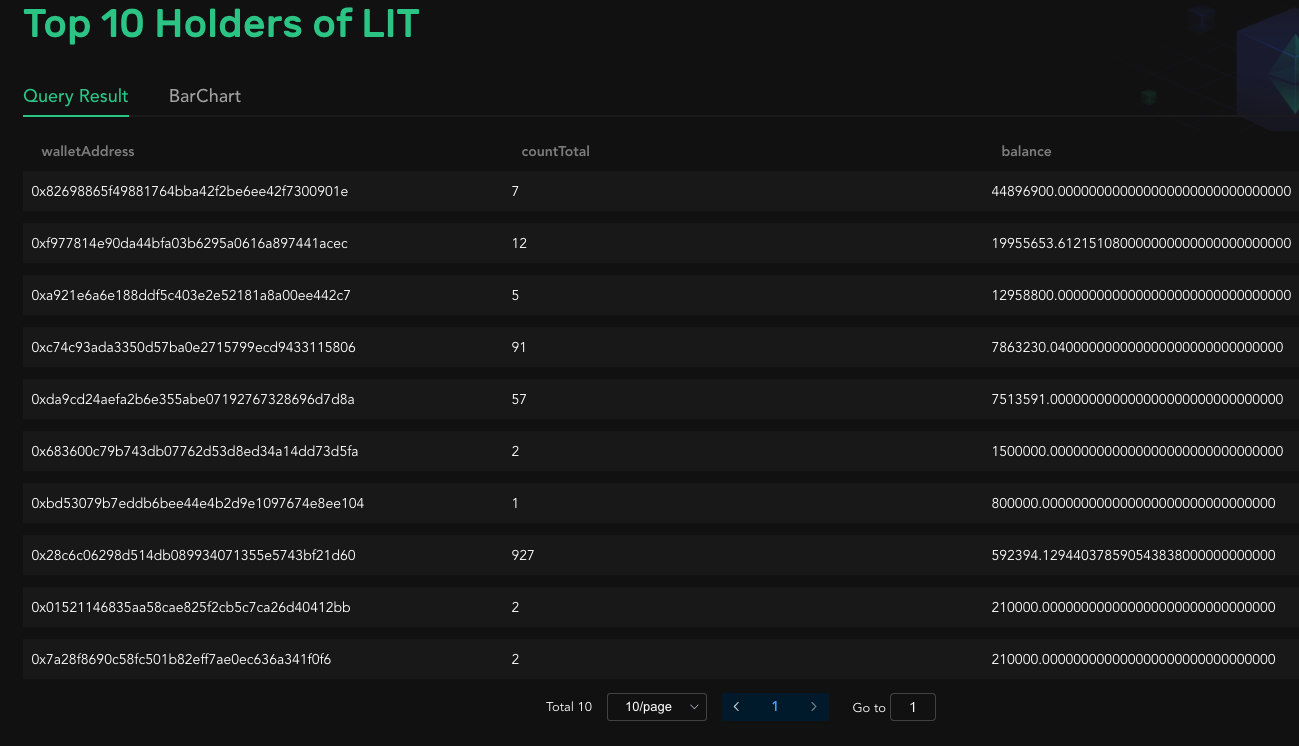 Top 10 Holders of LIT
Query Result BarChart
walletAddress countTotal balance
0x82698865f49881764bba42f2be6ee42f7300901e 7 44896900.000000000000000000000000000000
0xf977814e90da44bfa03b6295a0616a897441acec 12 19955653.612151080000000000000000000000
0xa921e6a6e188ddf5c403e2e52181a8a00ee442c7 5 12958800.000000000000000000000000000000
0xc74c93ada3350d57ba0e2715799ecd9433115806 91 7863230.040000000000000000000000000000
0xda9cd24aefa2b6e355abe07192767328696d7d8a 57 7513591.000000000000000000000000000000
0x683600c79b743db07762d53d8ed34a14dd73d5fa 2 1500000.000000000000000000000000000000
0xbd53079b7eddb6bee44e4b2d9e1097674e8ee104 1 800000.000000000000000000000000000000
0x28c6c06298d514db089934071355e5743bf21d60 927 592394.129440378590543838000000000000
0x01521146835aa58cae825f2cb5c7ca26d40412bb 2 210000.000000000000000000000000000000
0x7a28f8690c58fc501b82eff7ae0ec636a341f0f6 2 210000.000000000000000000000000000000
Total 10 10/page 1 Go to 1